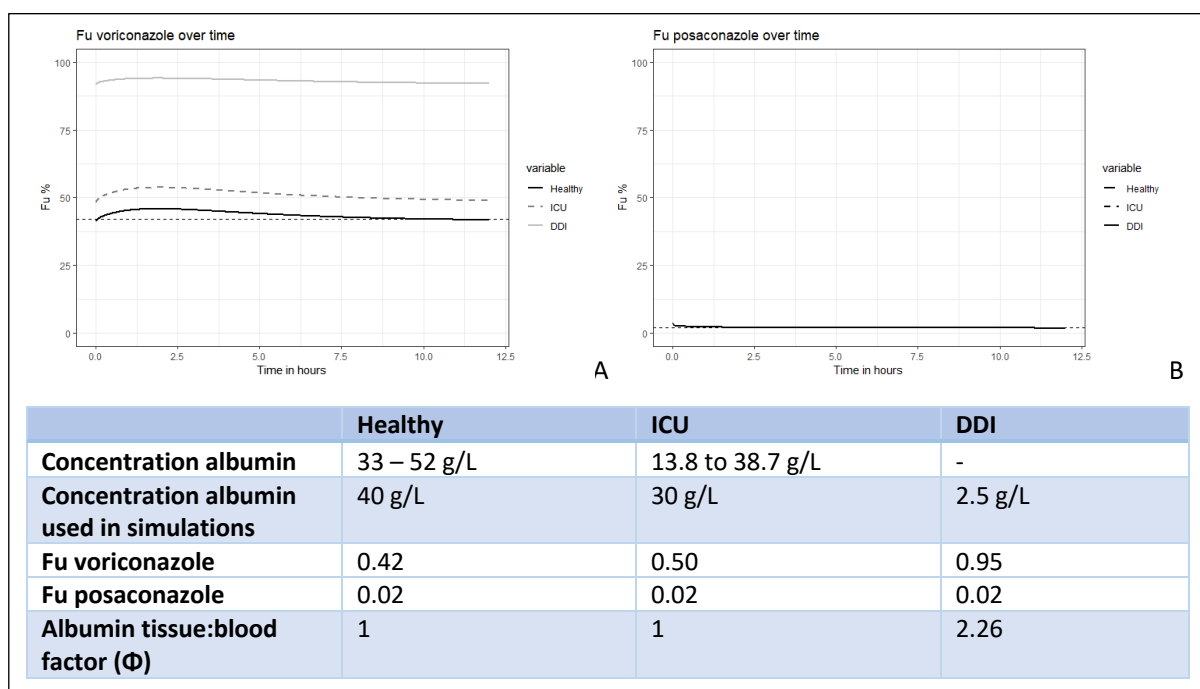 Fu voriconazole over time
100
75
50
25
0
Fu %
0.0 2.5 5.0 7.5 10.0 12.5
Time in hours
variable
Healthy
ICU
DDI
A
Fu posaconazole over time
100
75
50
25
0
Fu %
0.0 2.5 5.0 7.5 10.0 12.5
Time in hours
variable
Healthy
ICU
DDI
B
Healthy ICU DDI
Concentration albumin 33 – 52 g/L 13.8 to 38.7 g/L -
Concentration albumin 40 g/L 30 g/L 2.5 g/L
used in simulations
Fu voriconazole 0.42 0.50 0.95
Fu posaconazole 0.02 0.02 0.02
Albumin tissue:blood 1 1 2.26
factor (Φ)